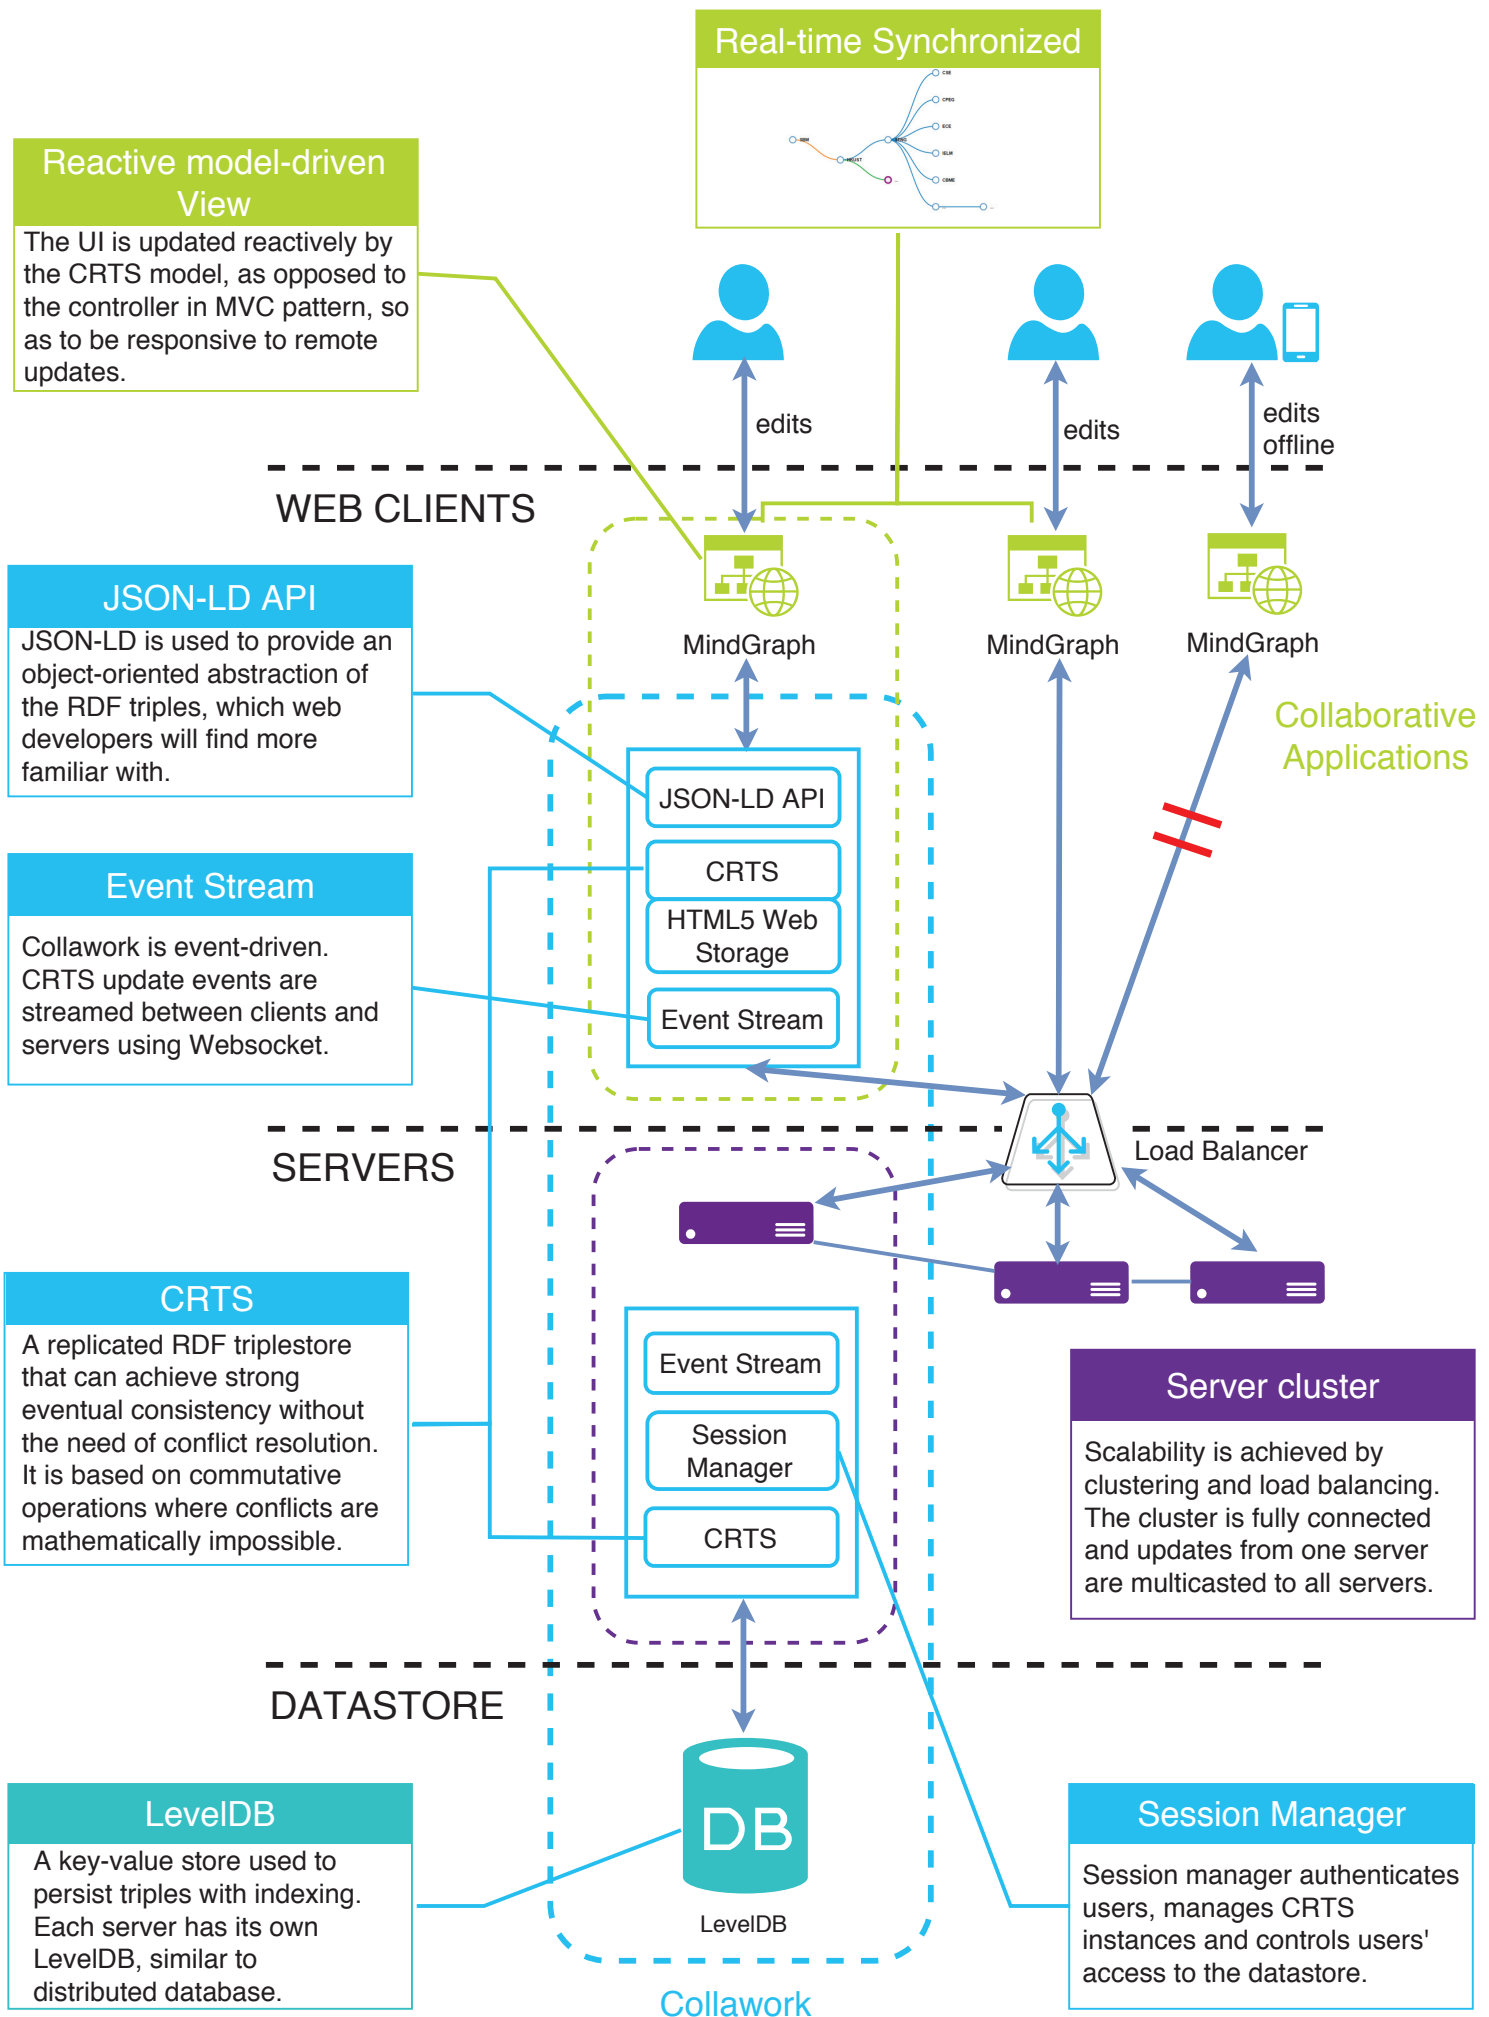 Real-time Synchronized
CSE
CPEG
ECE
IELM
CBME
...
...
SBM
HKUST
SENG
...
Reactive model-driven
View
The UI is updated reactively by
the CRTS model, as opposed to
the controller in MVC pattern, so
as to be responsive to remote
updates.
edits
edits
edits
offline
WEB CLIENTS
MindGraph
MindGraph
MindGraph
JSON-LD API
JSON-LD is used to provide an
object-oriented abstraction of
the RDF triples, which web
developers will find more
familiar with.
Collaborative
Applications
JSON-LD API
CRTS
HTML5 Web
Storage
Event Stream
Event Stream
Collawork is event-driven.
CRTS update events are
streamed between clients and
servers using Websocket.
SERVERS
Load Balancer
CRTS
A replicated RDF triplestore
that can achieve strong
eventual consistency without
the need of conflict resolution.
It is based on commutative
operations where conflicts are
mathematically impossible.
Event Stream
Session
Manager
CRTS
Server cluster
Scalability is achieved by
clustering and load balancing.
The cluster is fully connected
and updates from one server
are multicasted to all servers.
DATASTORE
DB
LevelDB
LevelDB
A key-value store used to
persist triples with indexing.
Each server has its own
LevelDB, similar to
distributed database.
Session Manager
Session manager authenticates
users, manages CRTS
instances and controls users'
access to the datastore.
Collawork